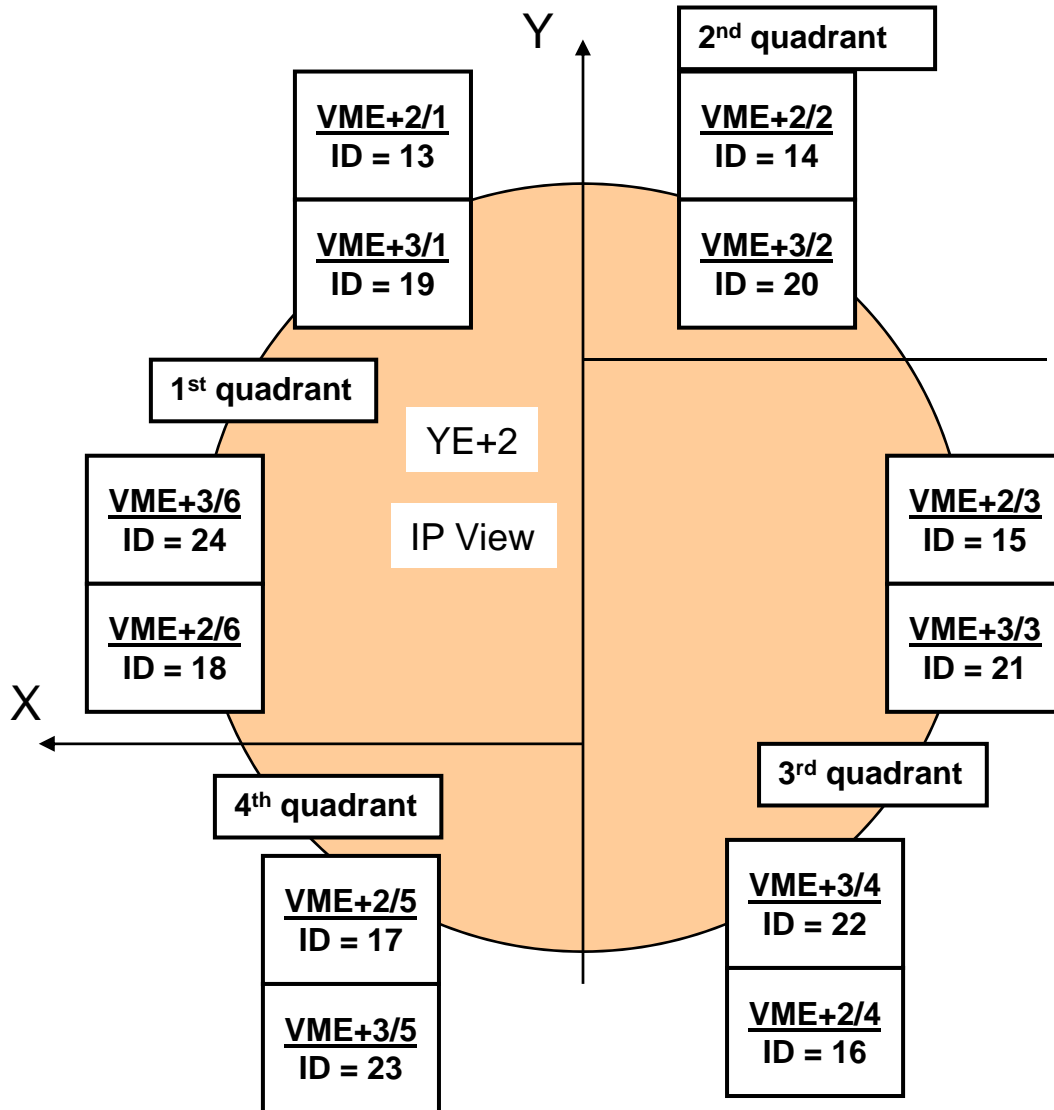 Y
2nd quadrant
VME+2/1
ID = 13
VME+2/2
ID = 14
VME+3/1
ID = 19
VME+3/2
ID = 20
1st quadrant
YE+2
IP View
VME+3/6
ID = 24
VME+2/3
ID = 15
VME+2/6
ID = 18
VME+3/3
ID = 21
X
3rd quadrant
4th quadrant
VME+2/5
ID = 17
VME+3/4
ID = 22
VME+3/5
ID = 23
VME+2/4
ID = 16